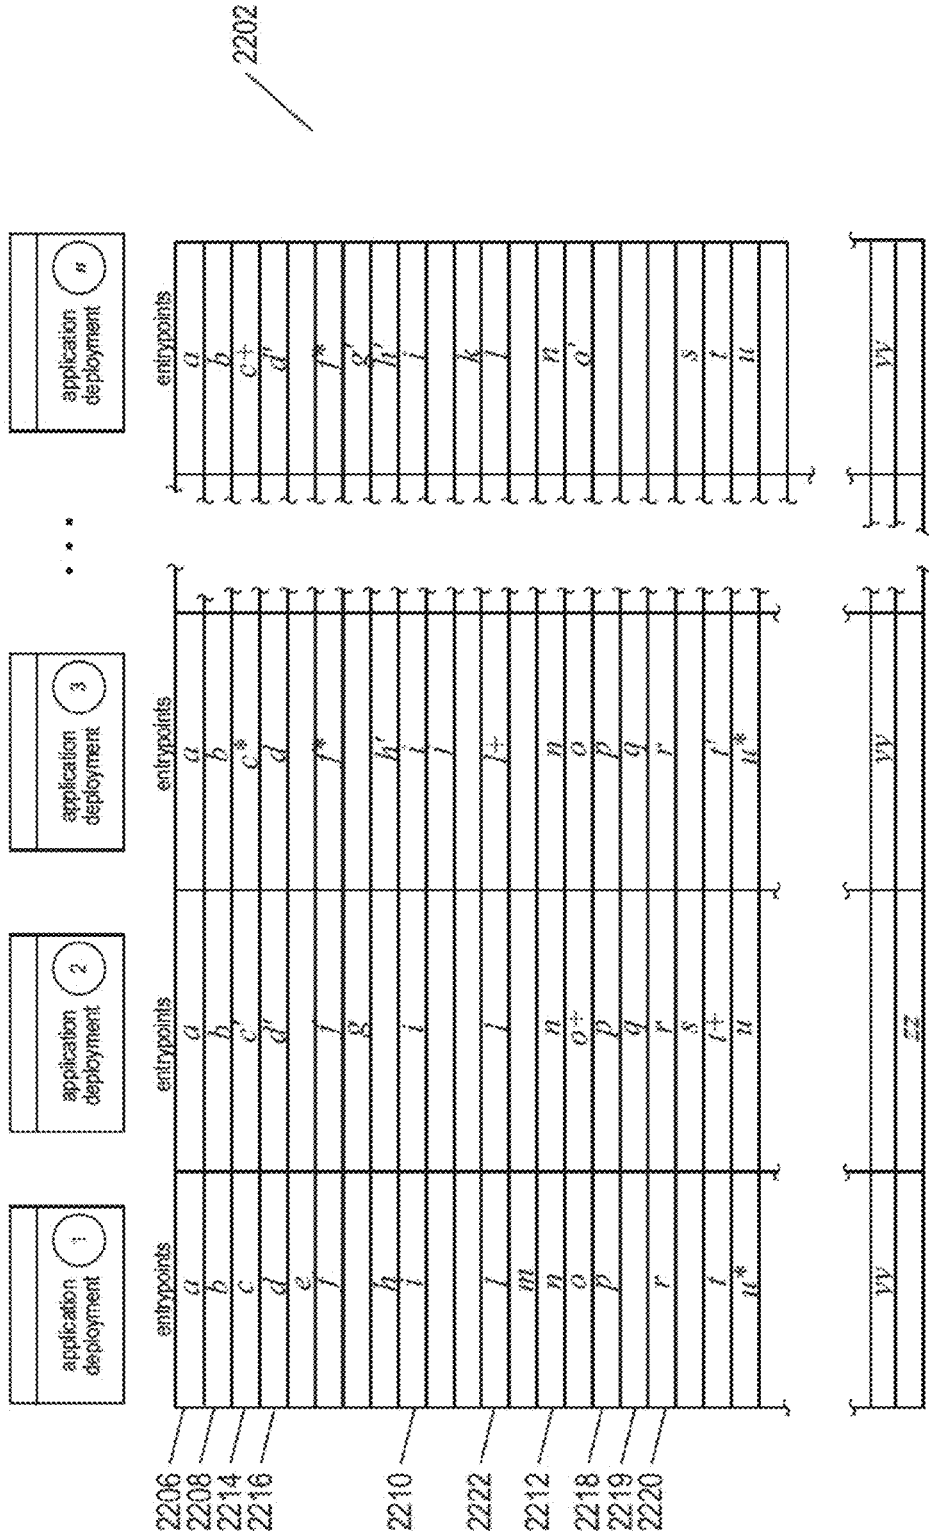 application deployment 1
application deployment 2
application deployment 3
• • •
application deployment n
2202
entrypoints entrypoints entrypoints entrypoints
2206 a a a a
2208 b b b b
2214 c c' c* c+
2216 d d' d d'
e
f f f* f*
g g'
h h' h'
2210 i i i i
j
k
2222 l l l+ l
m
2212 n n n n
o o+ o o'
2218 p p p
2219 q q
2220 r r r
s s
t t+ t' t
u* u u* u
vv vv vv
zz